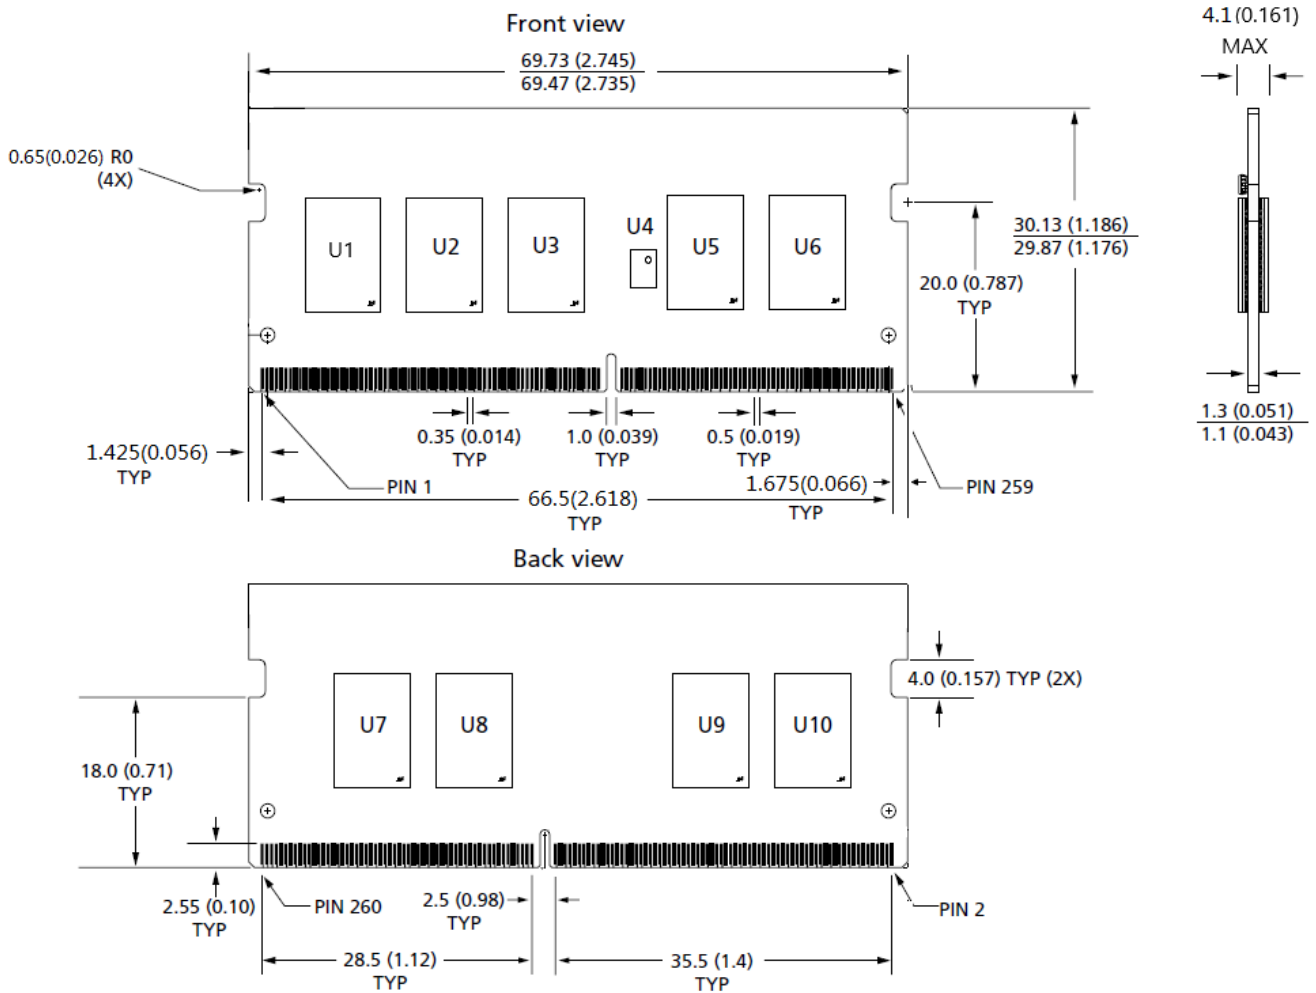 Front view
4.1(0.161)
MAX
69.73 (2.745)
69.47 (2.735)
0.65(0.026) R0
(4X)
U1
U2
U3
U4
U5
U6
30.13 (1.186)
29.87 (1.176)
20.0 (0.787)
TYP
1.3 (0.051)
1.1 (0.043)
0.35 (0.014)
TYP
1.0 (0.039)
TYP
0.5 (0.019)
TYP
1.425(0.056)
TYP
PIN 1
66.5(2.618)
TYP
1.675(0.066)
TYP
PIN 259
Back view
4.0 (0.157) TYP (2X)
U7
U8
U9
U10
18.0 (0.71)
TYP
2.55 (0.10)
TYP
PIN 260
2.5 (0.98)
TYP
PIN 2
28.5 (1.12)
TYP
35.5 (1.4)
TYP